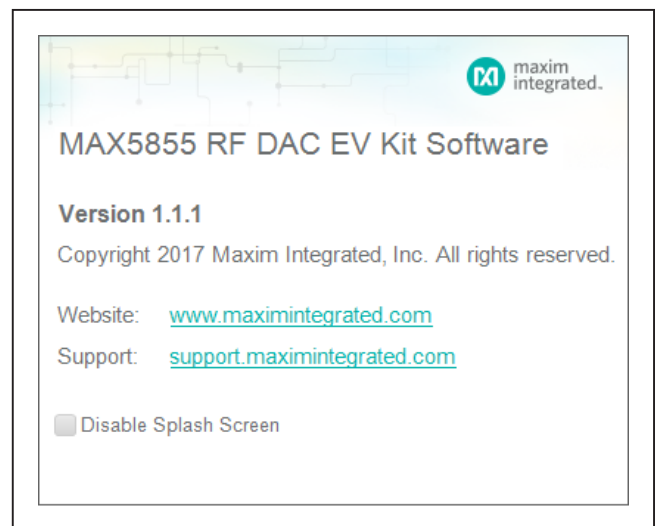 maxim
integrated™
MAX5855 RF DAC EV Kit Software
Version 1.1.1
Copyright 2017 Maxim Integrated, Inc. All rights reserved.
Website: www.maximintegrated.com
Support: support.maximintegrated.com
Disable Splash Screen